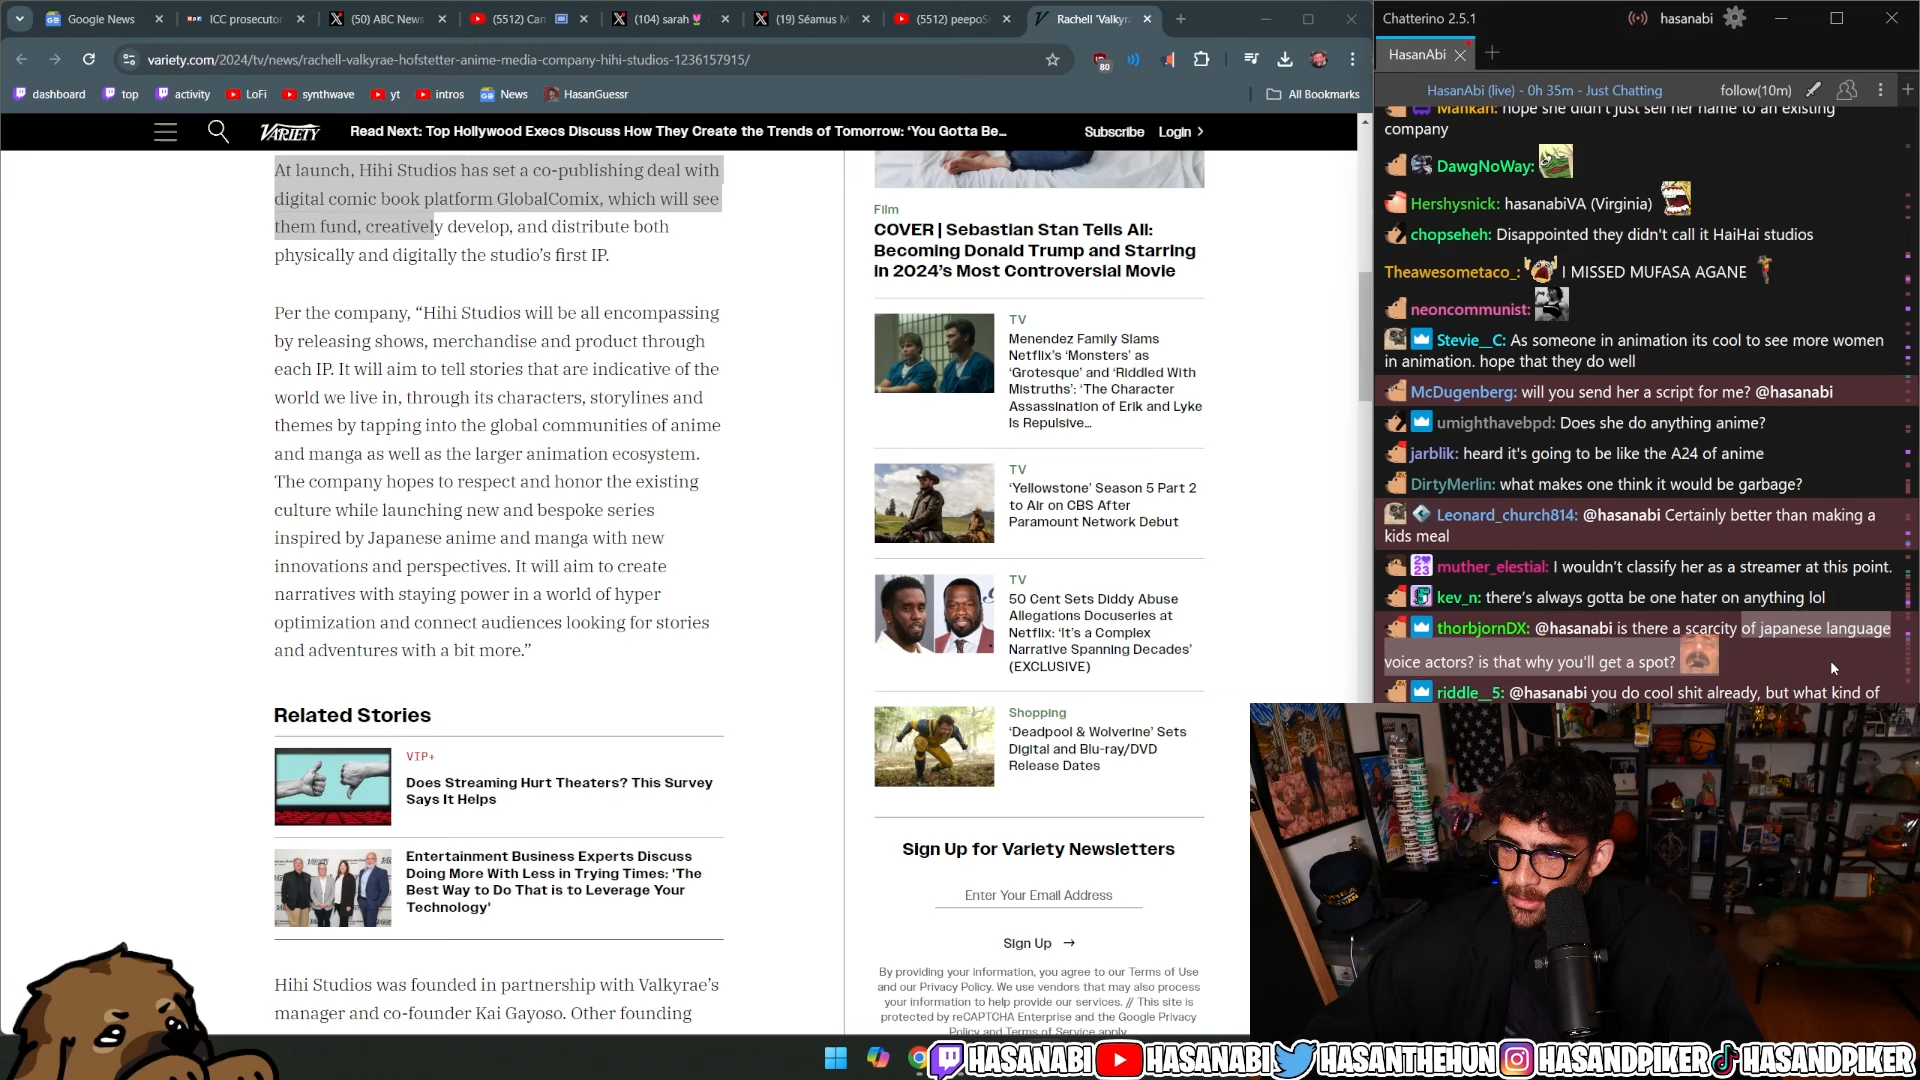 Google News
ICC prosecutor
(50) ABC News
(5512) Can
(104) sarah
(19) Séamus M
(5512) peepoS
Rachell 'Valkyr
variety.com/2024/tv/news/rachell-valkyrae-hofstetter-anime-media-company-hihi-studios-1236157915/
80
dashboard
top
activity
LoFi
synthwave
yt
intros
News
HasanGuessr
All Bookmarks
VARIETY
Read Next: Top Hollywood Execs Discuss How They Create the Trends of Tomorrow: 'You Gotta Be...
Subscribe
Login
At launch, Hihi Studios has set a co-publishing deal with
digital comic book platform GlobalComix, which will see
them fund, creatively develop, and distribute both
physically and digitally the studio's first IP.
Per the company, “Hihi Studios will be all encompassing
by releasing shows, merchandise and product through
each IP. It will aim to tell stories that are indicative of the
world we live in, through its characters, storylines and
themes by tapping into the global communities of anime
and manga as well as the larger animation ecosystem.
The company hopes to respect and honor the existing
culture while launching new and bespoke series
inspired by Japanese anime and manga with new
innovations and perspectives. It will aim to create
narratives with staying power in a world of hyper
optimization and connect audiences looking for stories
and adventures with a bit more.”
Related Stories
VIP+
Does Streaming Hurt Theaters? This Survey
Says It Helps
Entertainment Business Experts Discuss
Doing More With Less in Trying Times: 'The
Best Way to Do That is to Leverage Your
Technology'
Hihi Studios was founded in partnership with Valkyrae's
manager and co-founder Kai Gayoso. Other founding
Film
COVER | Sebastian Stan Tells All:
Becoming Donald Trump and Starring
in 2024's Most Controversial Movie
TV
Menendez Family Slams
Netflix's 'Monsters' as
'Grotesque' and 'Riddled With
Mistruths': 'The Character
Assassination of Erik and Lyke
Is Repulsive...
TV
'Yellowstone' Season 5 Part 2
to Air on CBS After
Paramount Network Debut
TV
50 Cent Sets Diddy Abuse
Allegations Docuseries at
Netflix: 'It's a Complex
Narrative Spanning Decades'
(EXCLUSIVE)
Shopping
'Deadpool & Wolverine' Sets
Digital and Blu-ray/DVD
Release Dates
Sign Up for Variety Newsletters
Enter Your Email Address
Sign Up →
By providing your information, you agree to our Terms of Use
and our Privacy Policy. We use vendors that may also process
your information to help provide our services. // This site is
protected by reCAPTCHA Enterprise and the Google Privacy
Policy and Terms of Service apply.
Chatterino 2.5.1
hasanabi
HasanAbi
HasanAbi (live) - 0h 35m - Just Chatting
follow(10m)
Mankan: hope she didn't just sell her name to an existing
company
DawgNoWay:
Hershysnick: hasanabiVA (Virginia)
chopseheh: Disappointed they didn't call it HaiHai studios
Theawesometaco_: I MISSED MUFASA AGANE
neoncommunist:
Stevie__C: As someone in animation its cool to see more women
in animation. hope that they do well
McDugenberg: will you send her a script for me? @hasanabi
umighthavebpd: Does she do anything anime?
jarblik: heard it's going to be like the A24 of anime
DirtyMerlin: what makes one think it would be garbage?
Leonard_church814: @hasanabi Certainly better than making a
kids meal
muther_elestial: I wouldn't classify her as a streamer at this point.
kev_n: there's always gotta be one hater on anything lol
thorbjornDX: @hasanabi is there a scarcity of japanese language
voice actors? is that why you'll get a spot?
riddle__5: @hasanabi you do cool shit already, but what kind of
HASANABI
HASANABI
HASANTHEHUN
HASANDPIKER
HASANDPIKER